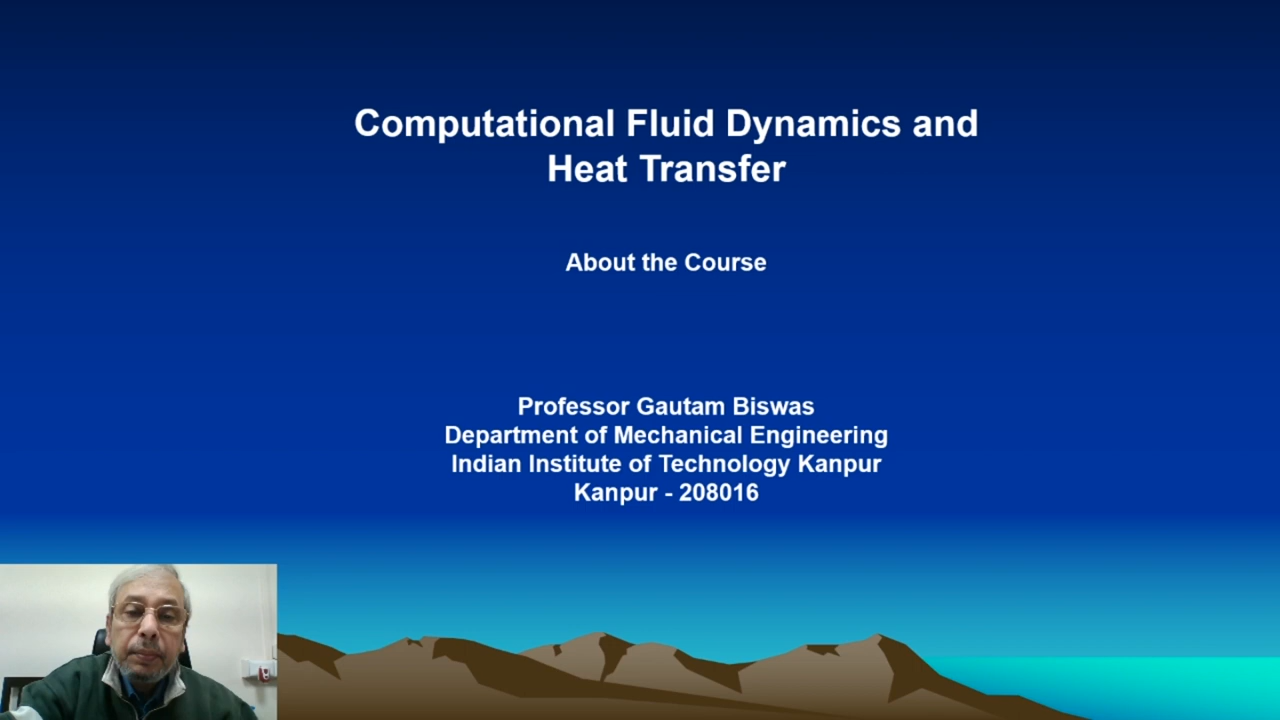 Computational Fluid Dynamics and
Heat Transfer
About the Course
Professor Gautam Biswas
Department of Mechanical Engineering
Indian Institute of Technology Kanpur
Kanpur - 208016